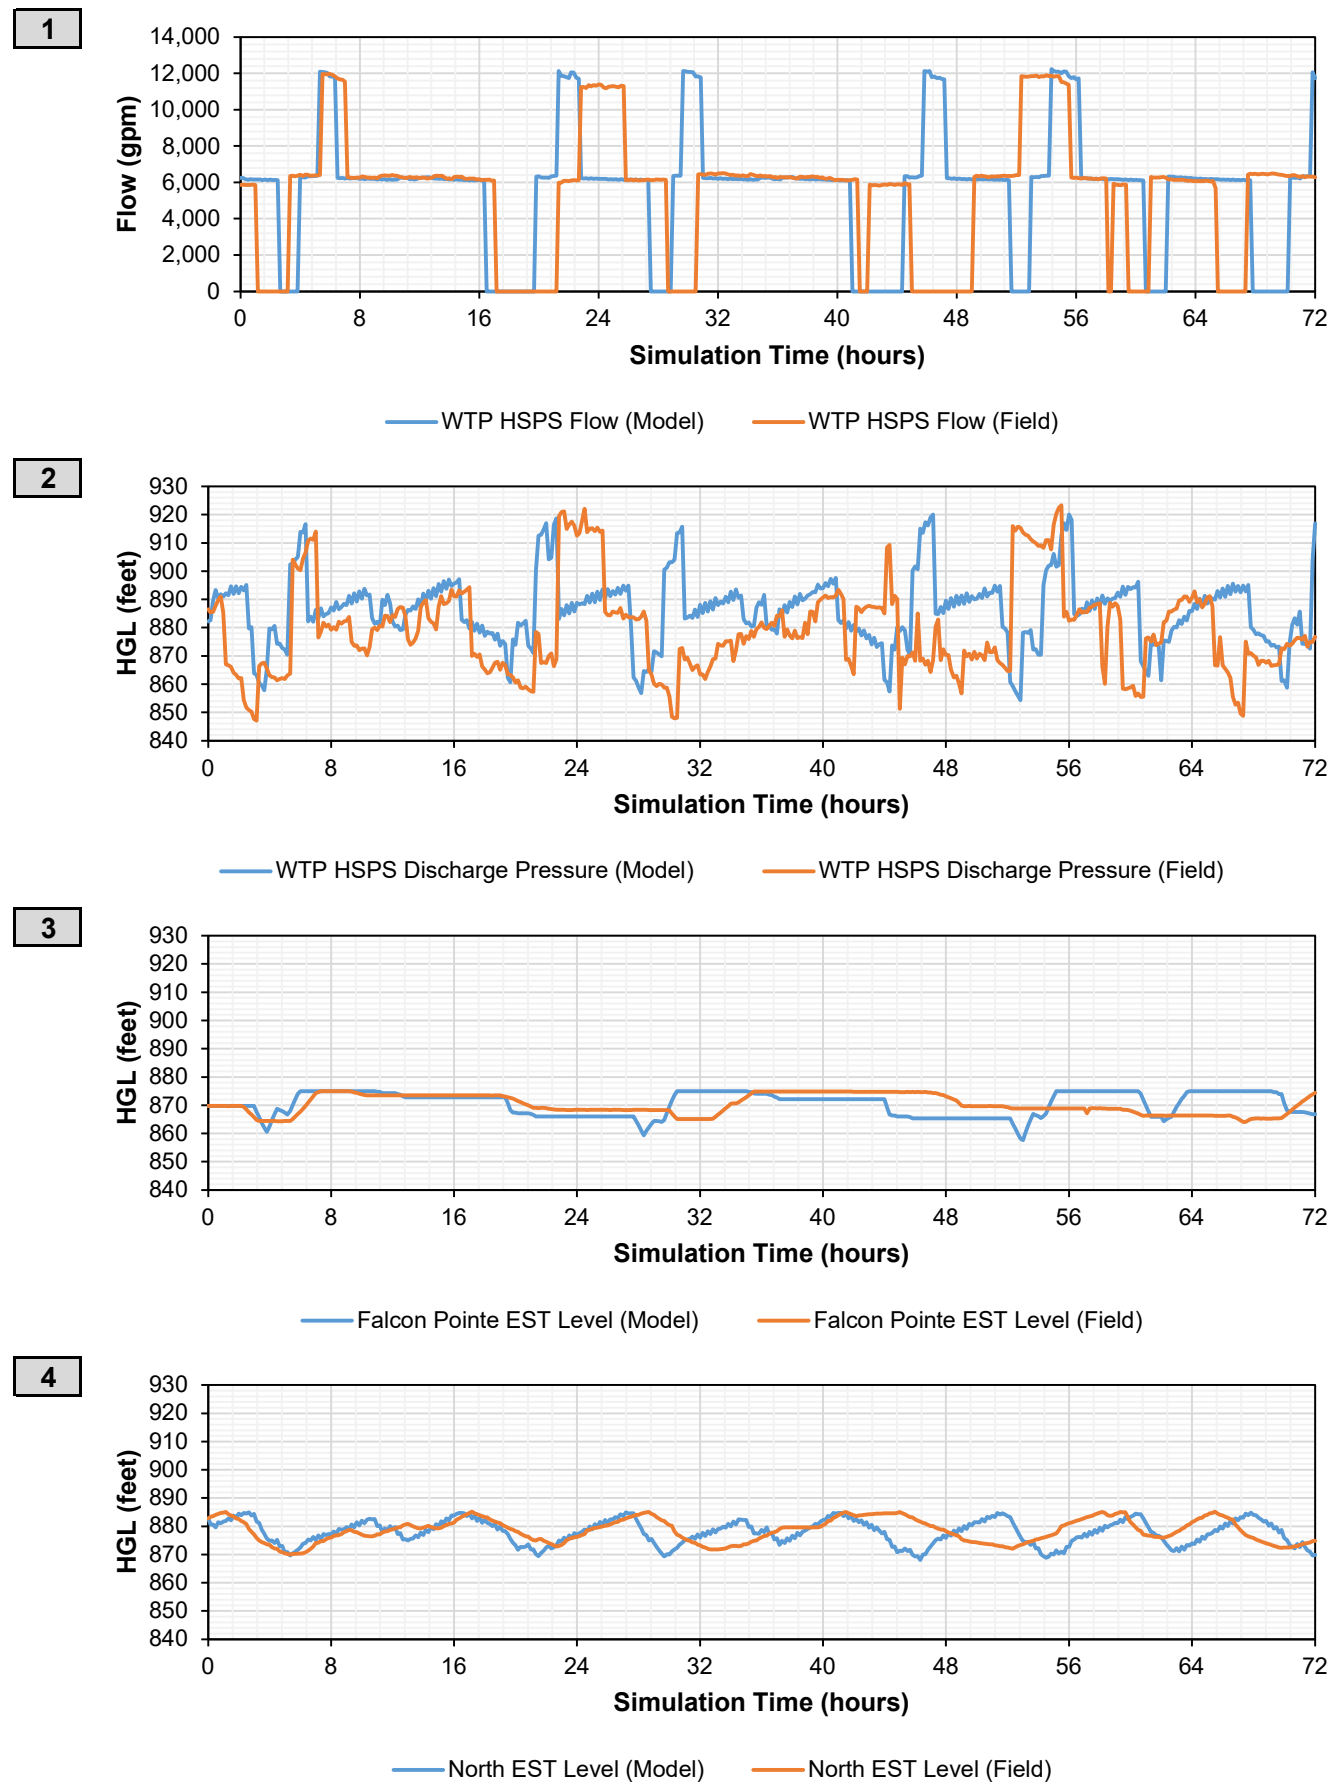 1
14,000
12,000
10,000
8,000
6,000
4,000
2,000
0
Flow (gpm)
0 8 16 24 32 40 48 56 64 72
Simulation Time (hours)
WTP HSPS Flow (Model) WTP HSPS Flow (Field)
2
930
920
910
900
890
880
870
860
850
840
HGL (feet)
0 8 16 24 32 40 48 56 64 72
Simulation Time (hours)
WTP HSPS Discharge Pressure (Model) WTP HSPS Discharge Pressure (Field)
3
930
920
910
900
890
880
870
860
850
840
HGL (feet)
0 8 16 24 32 40 48 56 64 72
Simulation Time (hours)
Falcon Pointe EST Level (Model) Falcon Pointe EST Level (Field)
4
930
920
910
900
890
880
870
860
850
840
HGL (feet)
0 8 16 24 32 40 48 56 64 72
Simulation Time (hours)
North EST Level (Model) North EST Level (Field)